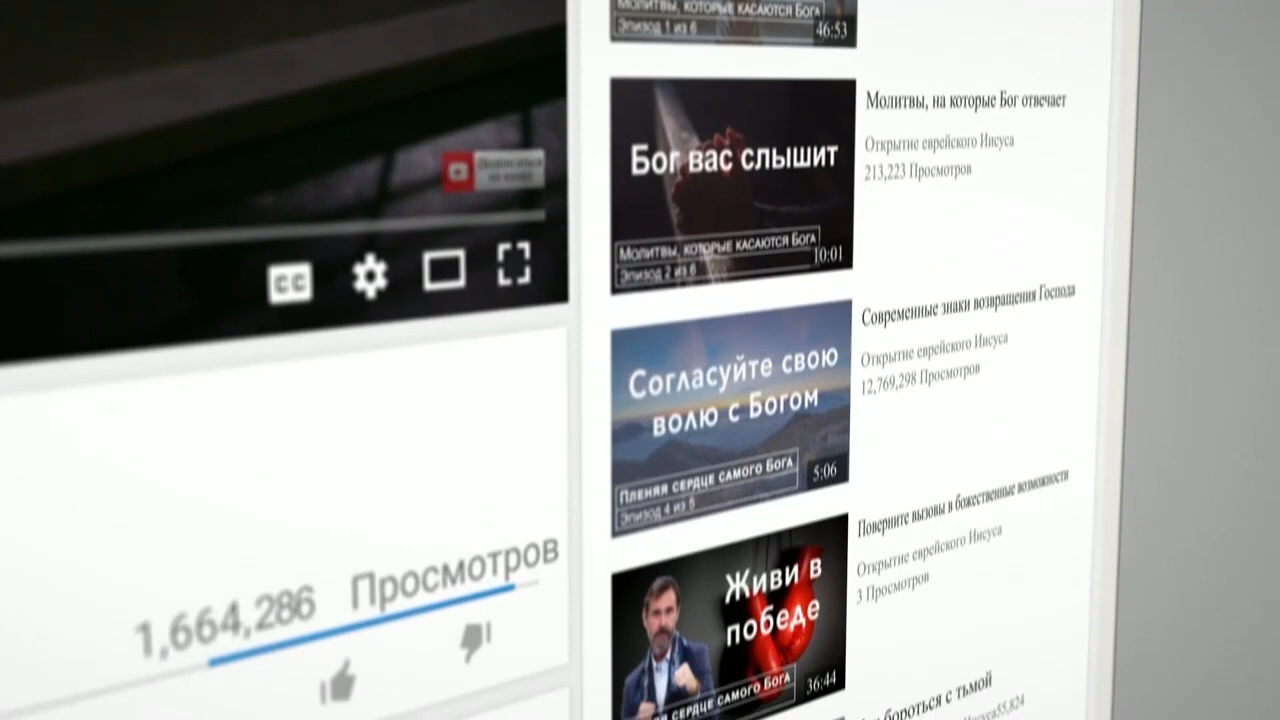 Молитвы, которые касаются Бога
Эпизод 1 из 6
46:53
Бог вас слышит
Молитвы, которые касаются Бога
Эпизод 2 из 6
10:01
Молитвы, на которые Бог отвечает
Открытие еврейского Иисуса
213,223 Просмотров
CC
Согласуйте свою
волю с Богом
Пленяя сердце самого Бога
Эпизод 4 из 5
5:06
Современные знаки возвращения Господа
Открытие еврейского Иисуса
12,769,298 Просмотров
Живи в
победе
сердце самого Бога
36:44
Поверните вызовы в божественные возможности
Открытие еврейского Иисуса
3 Просмотров
1,664,286 Просмотров
бороться с тьмой
Иисуса55,824